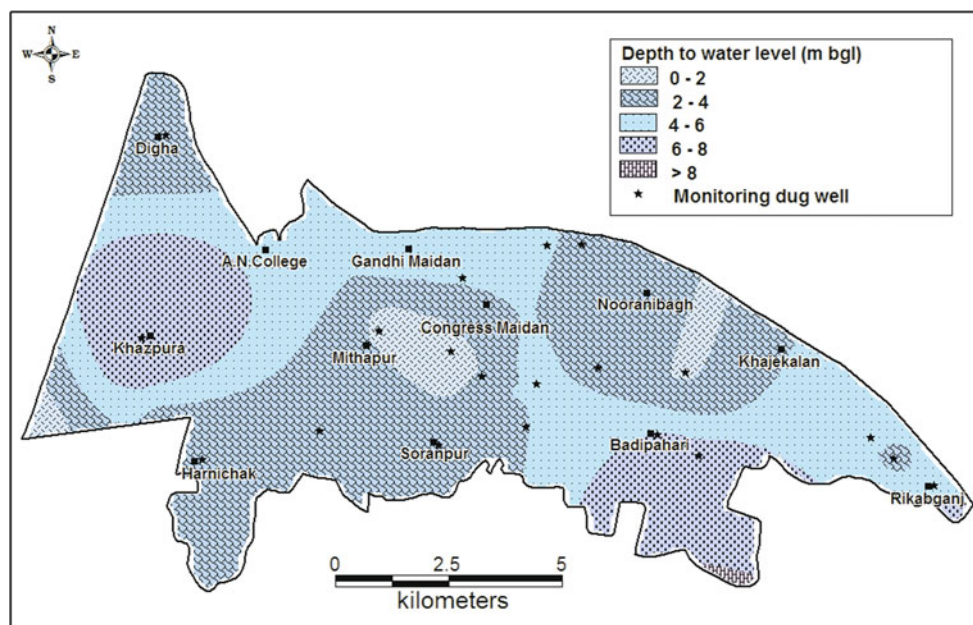 N
W E
S
Depth to water level (m bgl)
0 - 2
2 - 4
4 - 6
6 - 8
> 8
Monitoring dug well
Digha
A.N.College
Gandhi Maidan
Nooranibagh
Congress Maidan
Khazpura
Mithapur
Khajekalan
Badipahari
Soranpur
Harnichak
Rikabganj
0 2.5 5
kilometers